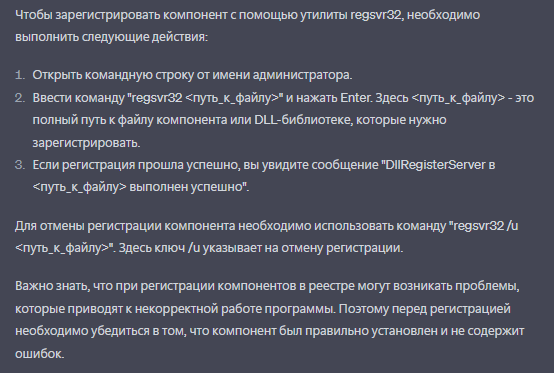 Чтобы зарегистрировать компонент с помощью утилиты regsvr32, необходимо
выполнить следующие действия:
1. Открыть командную строку от имени администратора.
2. Ввести команду "regsvr32 <путь_к_файлу>" и нажать Enter. Здесь <путь_к_файлу> - это
полный путь к файлу компонента или DLL-библиотеке, которые нужно
зарегистрировать.
3. Если регистрация прошла успешно, вы увидите сообщение "DllRegisterServer в
<путь_к_файлу> выполнен успешно".
Для отмены регистрации компонента необходимо использовать команду "regsvr32 /u
<путь_к_файлу>". Здесь ключ /u указывает на отмену регистрации.
Важно знать, что при регистрации компонентов в реестре могут возникать проблемы,
которые приводят к некорректной работе программы. Поэтому перед регистрацией
необходимо убедиться в том, что компонент был правильно установлен и не содержит
ошибок.